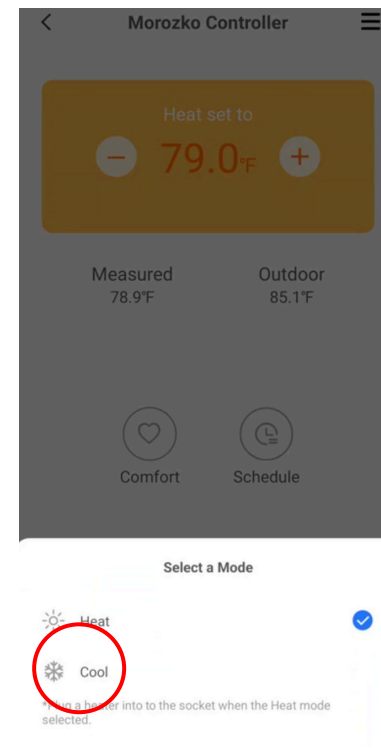 Morozko Controller
Heat set to
79.0°F
Measured
Outdoor
78.9°F
85.1°F
Comfort
Schedule
Select a Mode
Heat
Cool
*Plug a heater into to the socket when the Heat mode
selected.